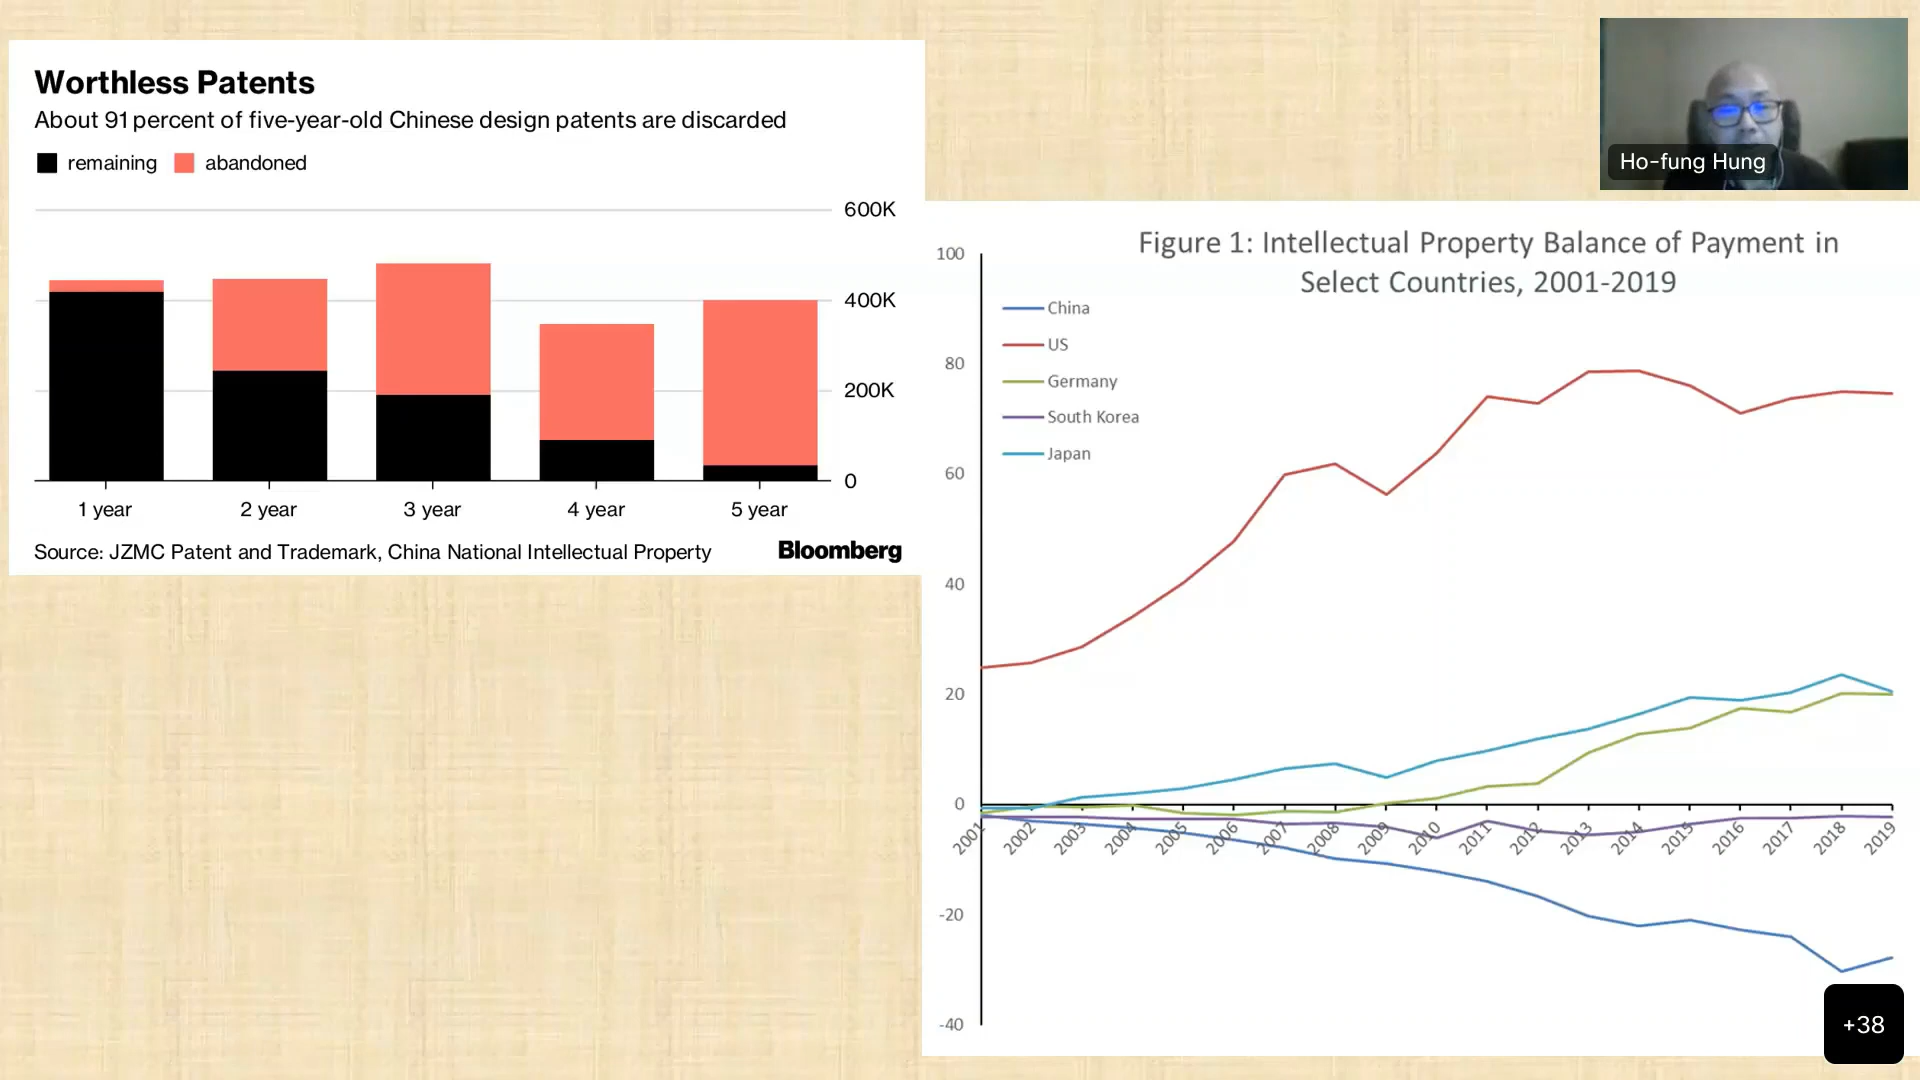 Worthless Patents
About 91 percent of five-year-old Chinese design patents are discarded
remaining abandoned
600K
400K
200K
0
1 year 2 year 3 year 4 year 5 year
Source: JZMC Patent and Trademark, China National Intellectual Property
Bloomberg
Ho-fung Hung
Figure 1: Intellectual Property Balance of Payment in
Select Countries, 2001-2019
China
US
Germany
South Korea
Japan
100
80
60
40
20
0
-20
-40
2001 2002 2003 2004 2005 2006 2007 2008 2009 2010 2011 2012 2013 2014 2015 2016 2017 2018 2019
+38